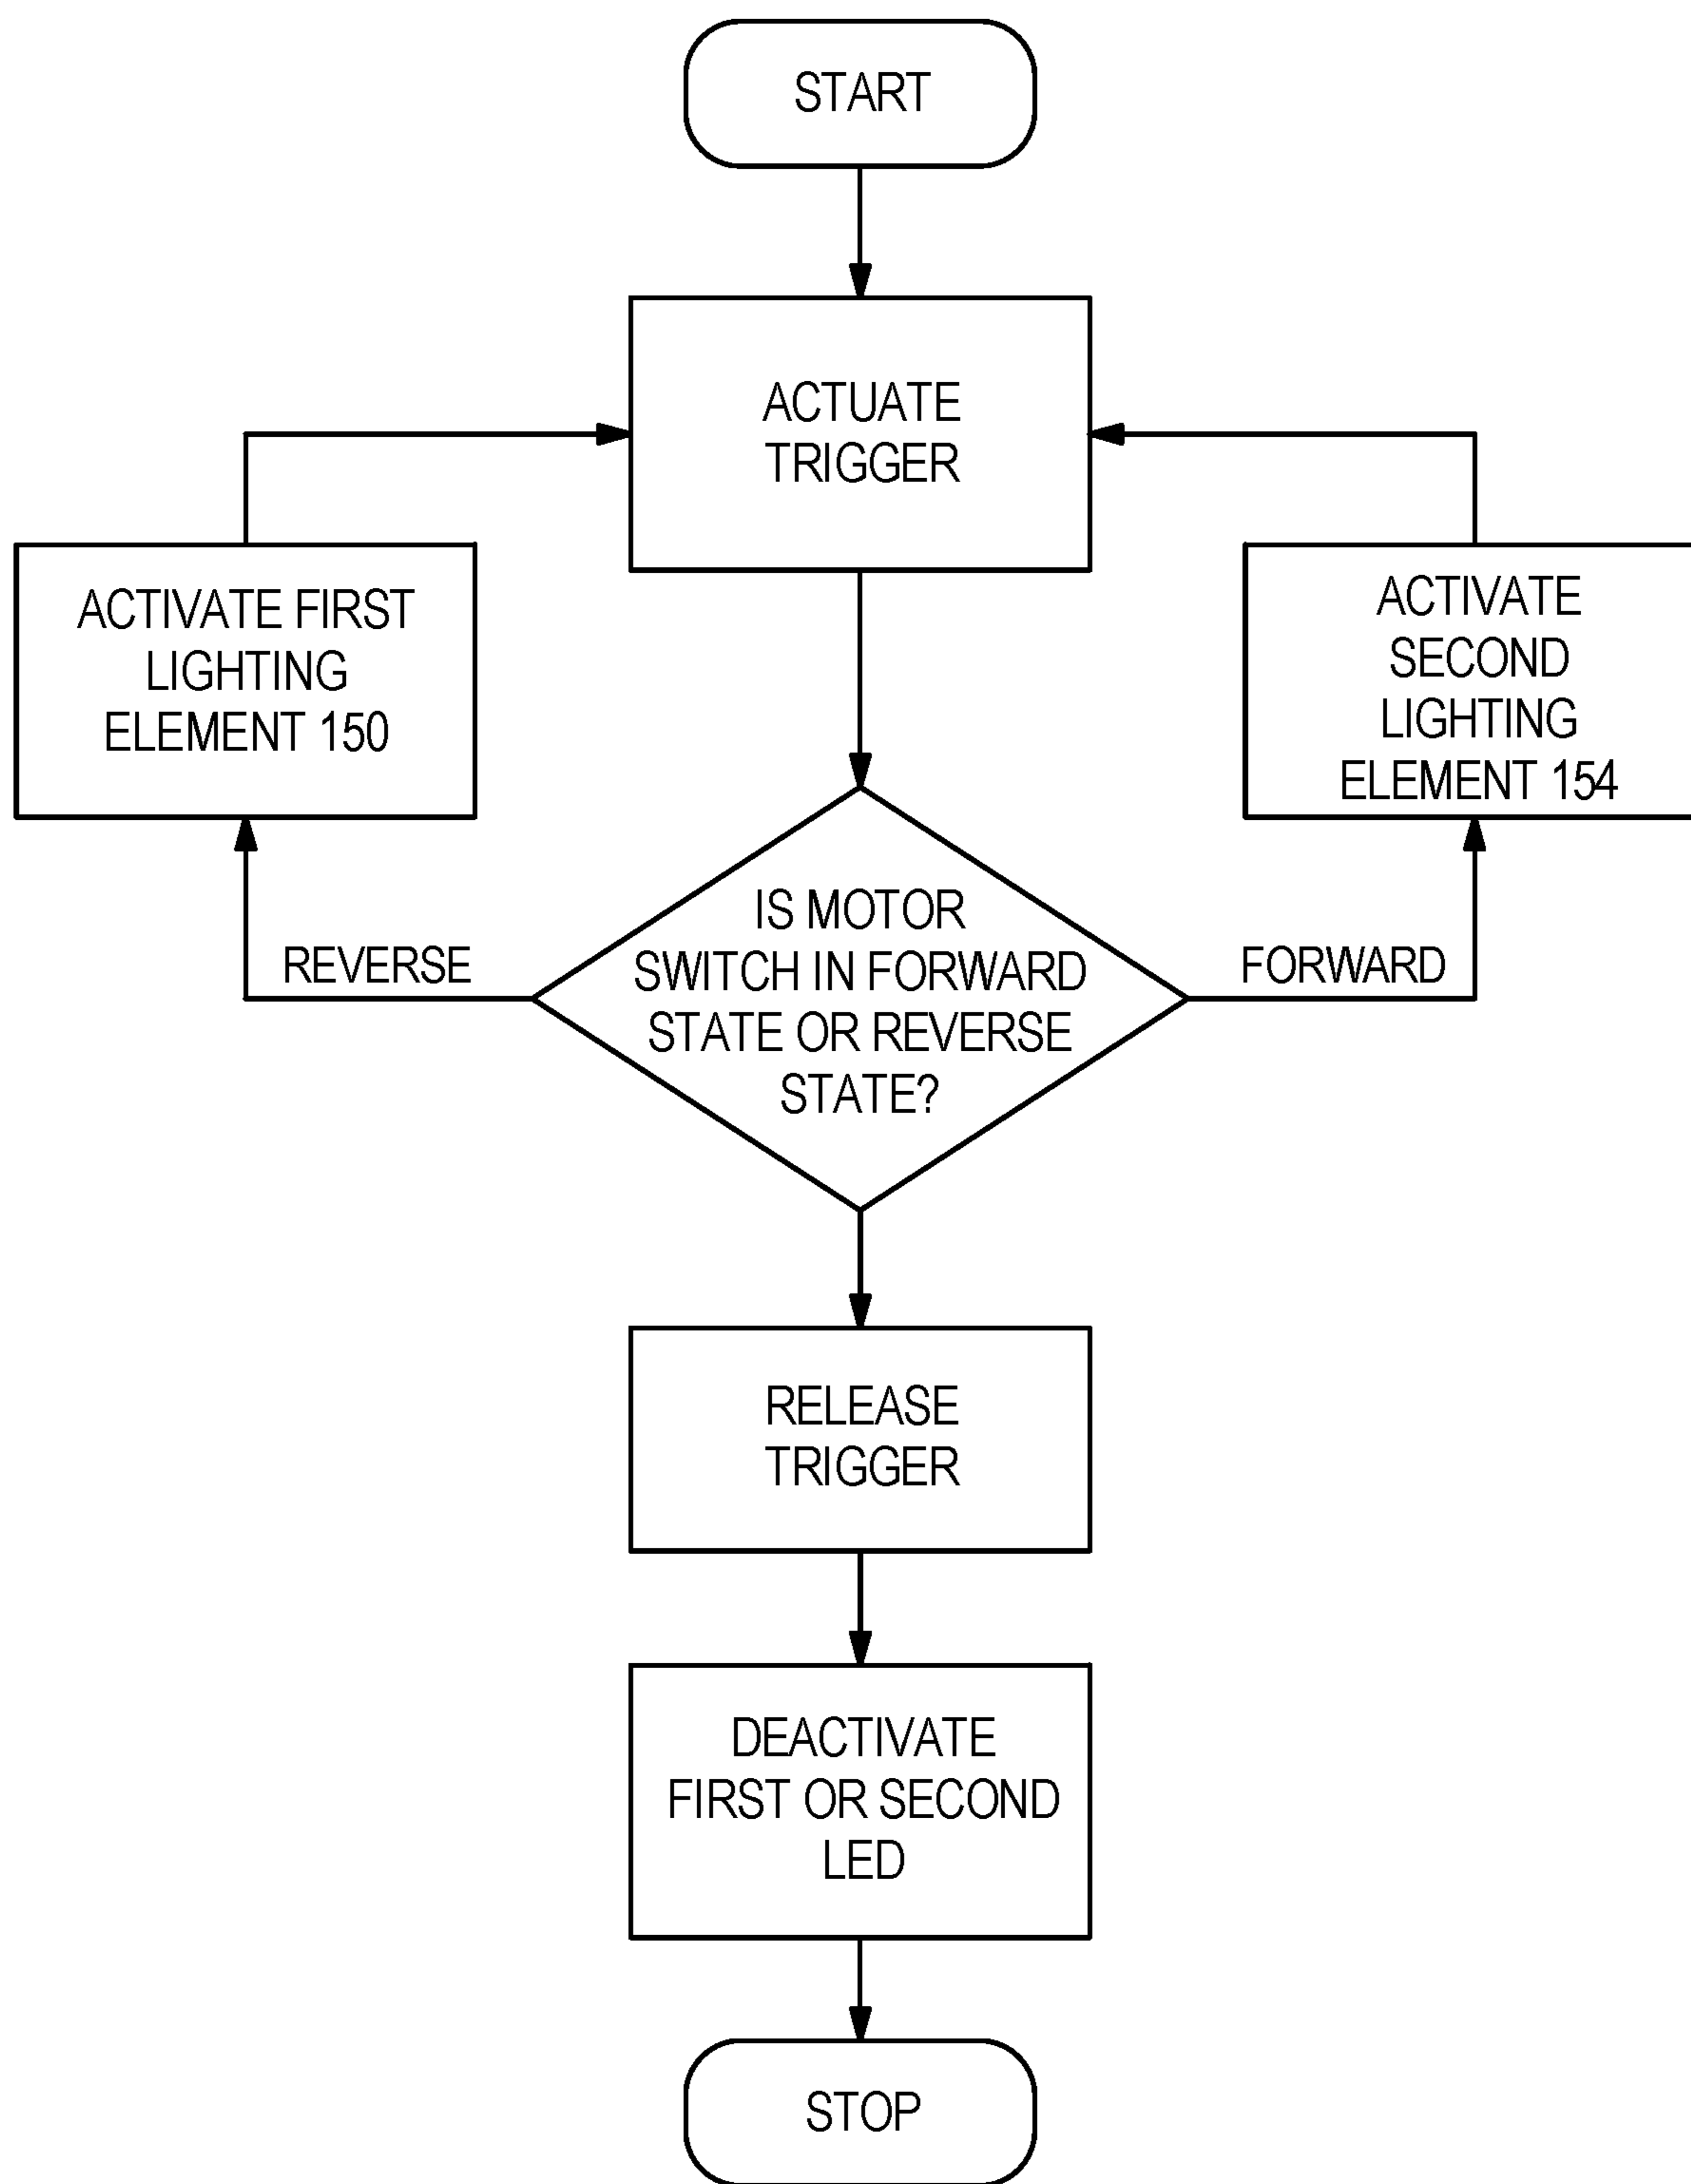 START
ACTUATE
TRIGGER
ACTIVATE FIRST
LIGHTING
ELEMENT 150
ACTIVATE
SECOND
LIGHTING
ELEMENT 154
REVERSE
IS MOTOR
SWITCH IN FORWARD
STATE OR REVERSE
STATE?
FORWARD
RELEASE
TRIGGER
DEACTIVATE
FIRST OR SECOND
LED
STOP